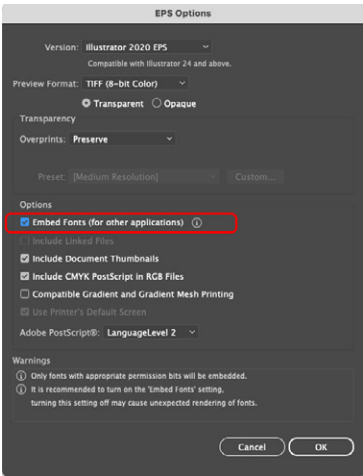 EPS Options
Version: Illustrator 2020 EPS
Compatible with Illustrator 24 and above.
Preview Format: TIFF (8-bit Color)
Transparent Opaque
Transparency
Overprints: Preserve
Preset: [Medium Resolution] Custom...
Options
Embed Fonts (for other applications)
Include Linked Files
Include Document Thumbnails
Include CMYK PostScript in RGB Files
Compatible Gradient and Gradient Mesh Printing
Use Printer's Default Screen
Adobe PostScript®: LanguageLevel 2
Warnings
Only fonts with appropriate permission bits will be embedded.
It is recommended to turn on the 'Embed Fonts' setting,
turning this setting off may cause unexpected rendering of fonts.
Cancel OK